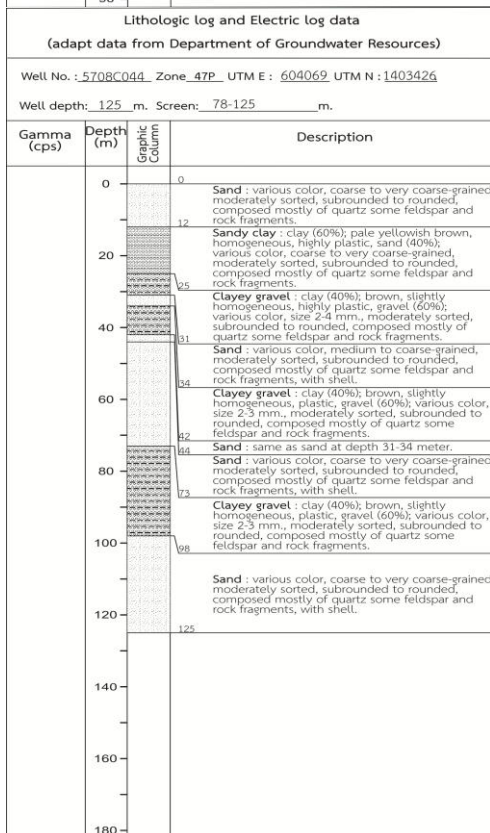 Lithologic log and Electric log data
(adapt data from Department of Groundwater Resources)
Well No. : 5708C044 Zone 47P UTM E : 604069 UTM N : 1403426
Well depth: 125 m. Screen: 78-125 m.
Gamma (cps)
Depth (m)
Graphic Column
Description
0
0
Sand : various color, coarse to very coarse-grained, moderately sorted, subrounded to rounded,
composed mostly of quartz some feldspar and
rock fragments.
12
Sandy clay : clay (60%); pale yellowish brown,
homogeneous, highly plastic, sand (40%);
various color, coarse to very coarse-grained,
moderately sorted, subrounded to rounded,
composed mostly of quartz some feldspar and
rock fragments.
20
25
Clayey gravel : clay (40%); brown, slightly
homogeneous, highly plastic, gravel (60%);
various color, size 2-4 mm., moderately sorted,
subrounded to rounded, composed mostly of
quartz some feldspar and rock fragments.
31
40
Sand : various color, medium to coarse-grained,
moderately sorted, subrounded to rounded,
composed mostly of quartz some feldspar and
rock fragments, with shell.
34
60
Clayey gravel : clay (40%); brown, slightly
homogeneous, plastic, gravel (60%); various color,
size 2-3 mm., moderately sorted, subrounded to
rounded, composed mostly of quartz some
feldspar and rock fragments.
42
Sand : same as sand at depth 31-34 meter.
44
Sand : various color, coarse to very coarse-grained,
moderately sorted, subrounded to rounded,
composed mostly of quartz some feldspar and
rock fragments, with shell.
73
80
Clayey gravel : clay (40%); brown, slightly
homogeneous, plastic, gravel (60%); various color,
size 2-3 mm., moderately sorted, subrounded to
rounded, composed mostly of quartz some
feldspar and rock fragments.
98
100
Sand : various color, coarse to very coarse-grained,
moderately sorted, subrounded to rounded,
composed mostly of quartz some feldspar and
rock fragments, with shell.
120
125
140
160
180